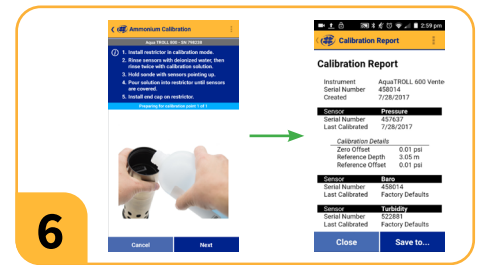 Ammonium Calibration
Aqua TROLL 600 - SN 798238
1. Install restrictor in calibration mode.
2. Rinse sensors with deionized water, then
rinse twice with calibration solution.
3. Hold sonde with sensors pointing up.
4. Pour solution into restrictor until sensors
are covered.
5. Install end cap on restrictor.
Preparing for calibration point 1 of 1
Cancel Next
2:59 pm
Calibration Report
Calibration Report
Instrument AquaTROLL 600 Vente
Serial Number 458014
Created 7/28/2017
Sensor Pressure
Serial Number 457637
Last Calibrated 7/28/2017
Calibration Details
Zero Offset 0.01 psi
Reference Depth 3.05 m
Reference Offset 0.01 psi
Sensor Baro
Serial Number 458014
Last Calibrated Factory Defaults
Sensor Turbidity
Serial Number 522881
Last Calibrated Factory Defaults
Close Save to...
6